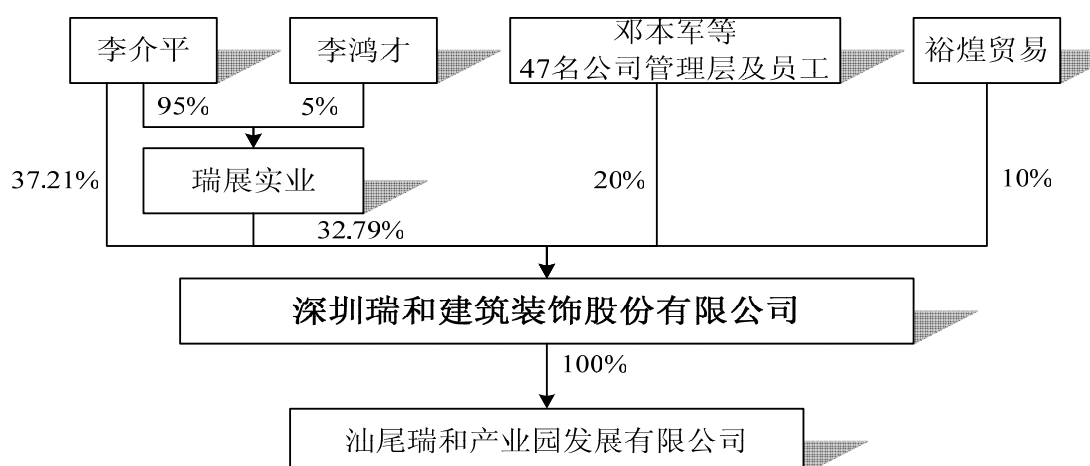 李介平
李鸿才
邓本军等
47名公司管理层及员工
裕煌贸易
95%
5%
37.21%
瑞展实业
20%
10%
32.79%
深圳瑞和建筑装饰股份有限公司
100%
汕尾瑞和产业园发展有限公司